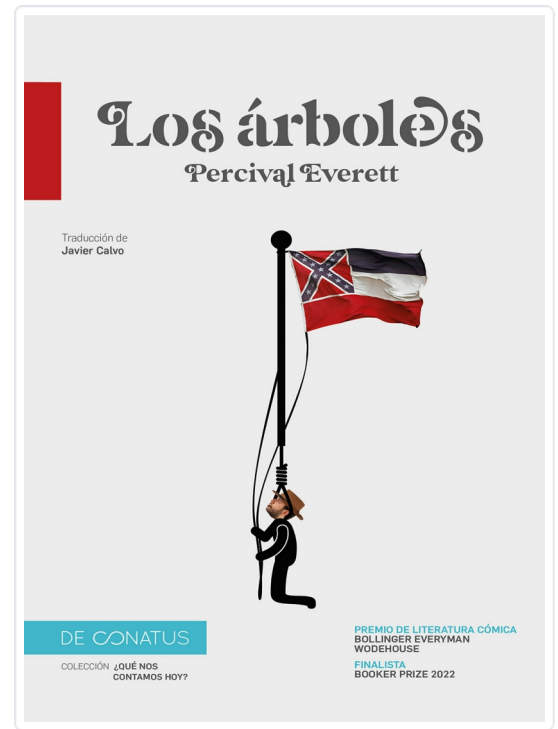 Los árboles
Percival Everett
Traducción de
Javier Calvo
DE CONATUS
COLECCIÓN ¿QUÉ NOS
CONTAMOS HOY?
PREMIO DE LITERATURA CÓMICA
BOLLINGER EVERYMAN
WODEHOUSE
FINALISTA
BOOKER PRIZE 2022